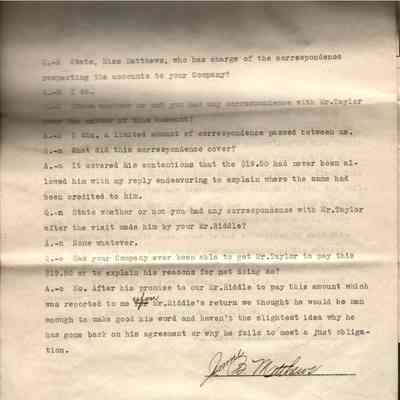 Q.-8 State, Miss Matthews, who has charge of the correspondence
respecting the accounts to your Company?
A.-8 I do.
State whether or not you had any correspondence with Mr.Taylor
over the matter of this account?
A.-n I did, a limited amount of correspondence passed between us.
A.-n What did this correspondence cover?
A.-n It covered his contentions that the $19.50 had never been al-
lowed him with my reply endeavoring to explain where the same had
been credited to him.
Q.-n State whether or not you had any correspondence with Mr.Taylor
after the visit made him by your Mr.Riddle?
A.-n None whatever.
Q.-o Has your Company ever been able to get Mr.Taylor to pay this
$19.50 or to explain his reasons for not doing so?
A.-o No. After his promise to our Mr.Riddle to pay this amount which
was reported to me upon Mr.Riddle's return we thought he would be man
enough to make good his word and haven't the slightest idea why he
has gone back on his agreement or why he fails to meet a just obliga-
tion.
B Matthews